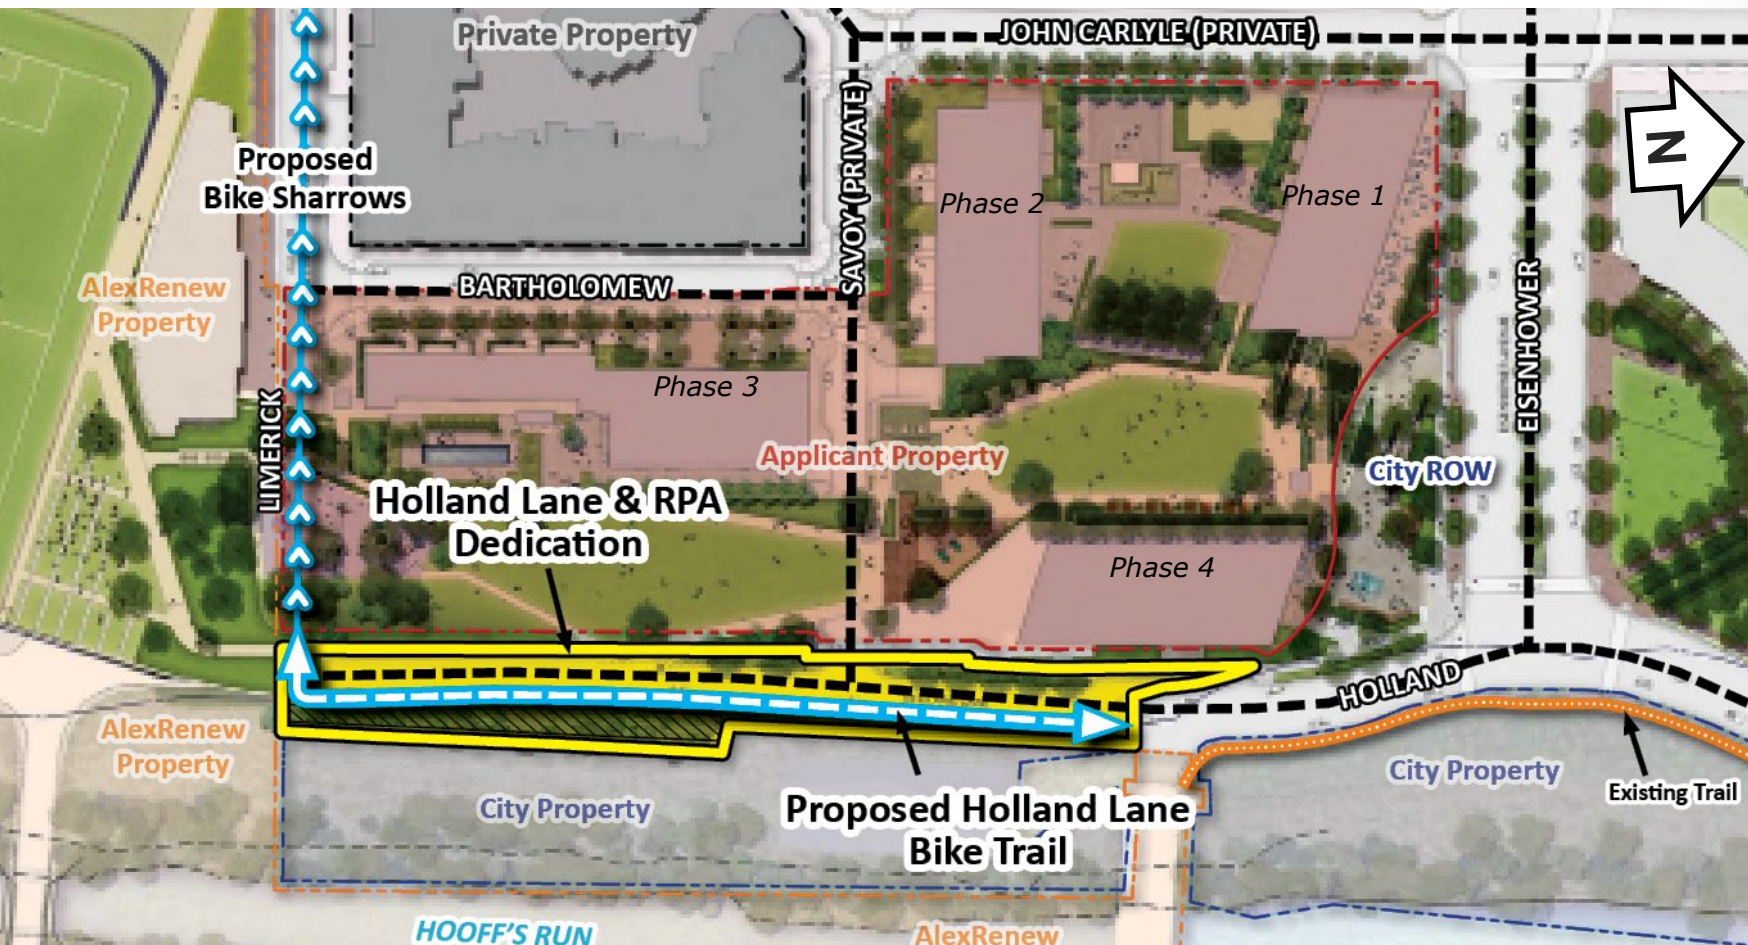 Private Property
JOHN CARLYLE (PRIVATE)
N
Proposed
Bike Sharrows
SAVOY (PRIVATE)
Phase 2
Phase 1
AlexRenew
Property
BARTHOLOMEW
EISENHOWER
Phase 3
LIMERICK
Applicant Property
City ROW
Holland Lane & RPA
Dedication
Phase 4
HOLLAND
AlexRenew
Property
City Property
City Property
Existing Trail
Proposed Holland Lane
Bike Trail
HOOFF'S RUN
AlexRenew